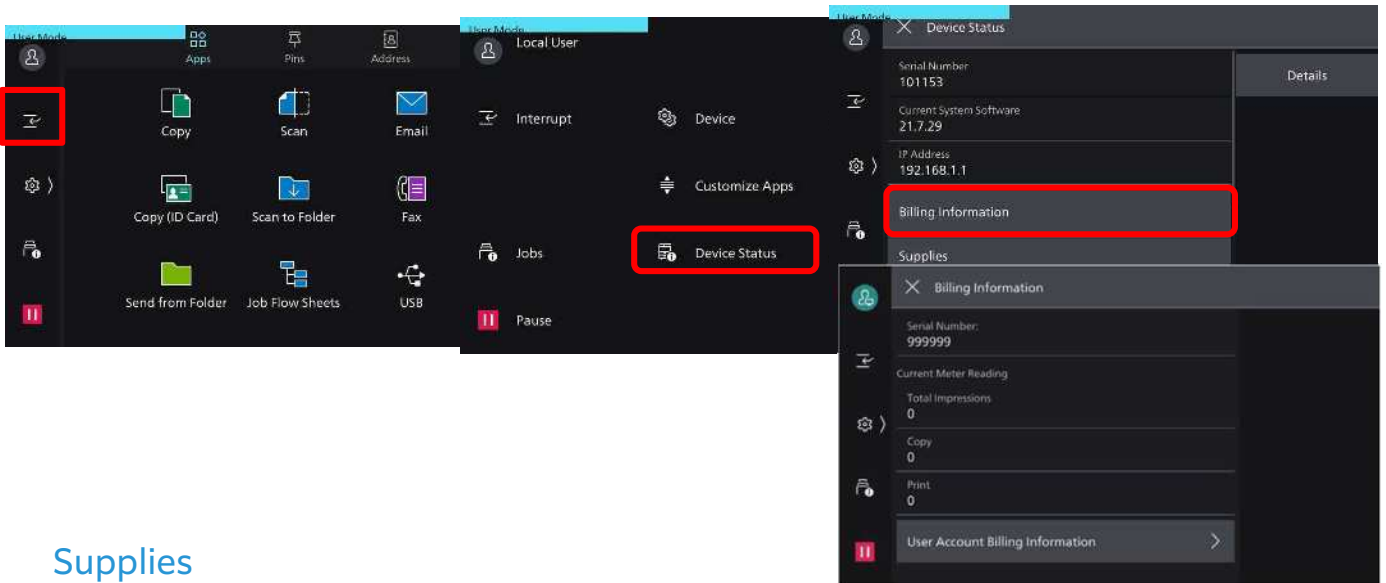 User Mode
Apps
Pins
Address
Copy
Scan
Email
Copy (ID Card)
Scan to Folder
Fax
Send from Folder
Job Flow Sheets
USB
User Mode
Local User
Interrupt
Device
Customize Apps
Jobs
Device Status
Pause
User Mode
Device Status
Serial Number
101153
Details
Current System Software
21.7.29
IP Address
192.168.1.1
Billing Information
Supplies
Billing Information
Serial Number:
999999
Current Meter Reading
Total Impressions
0
Copy
0
Print
0
User Account Billing Information
Supplies